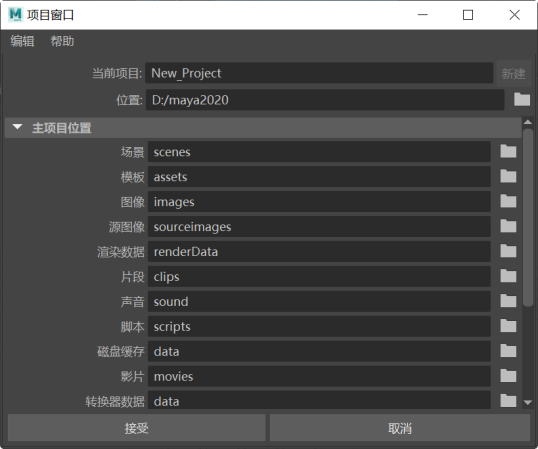 项目窗口
编辑 帮助
当前项目: New_Project 新建
位置: D:/maya2020
主项目位置
场景 scenes
模板 assets
图像 images
源图像 sourceimages
渲染数据 renderData
片段 clips
声音 sound
脚本 scripts
磁盘缓存 data
影片 movies
转换器数据 data
接受 取消